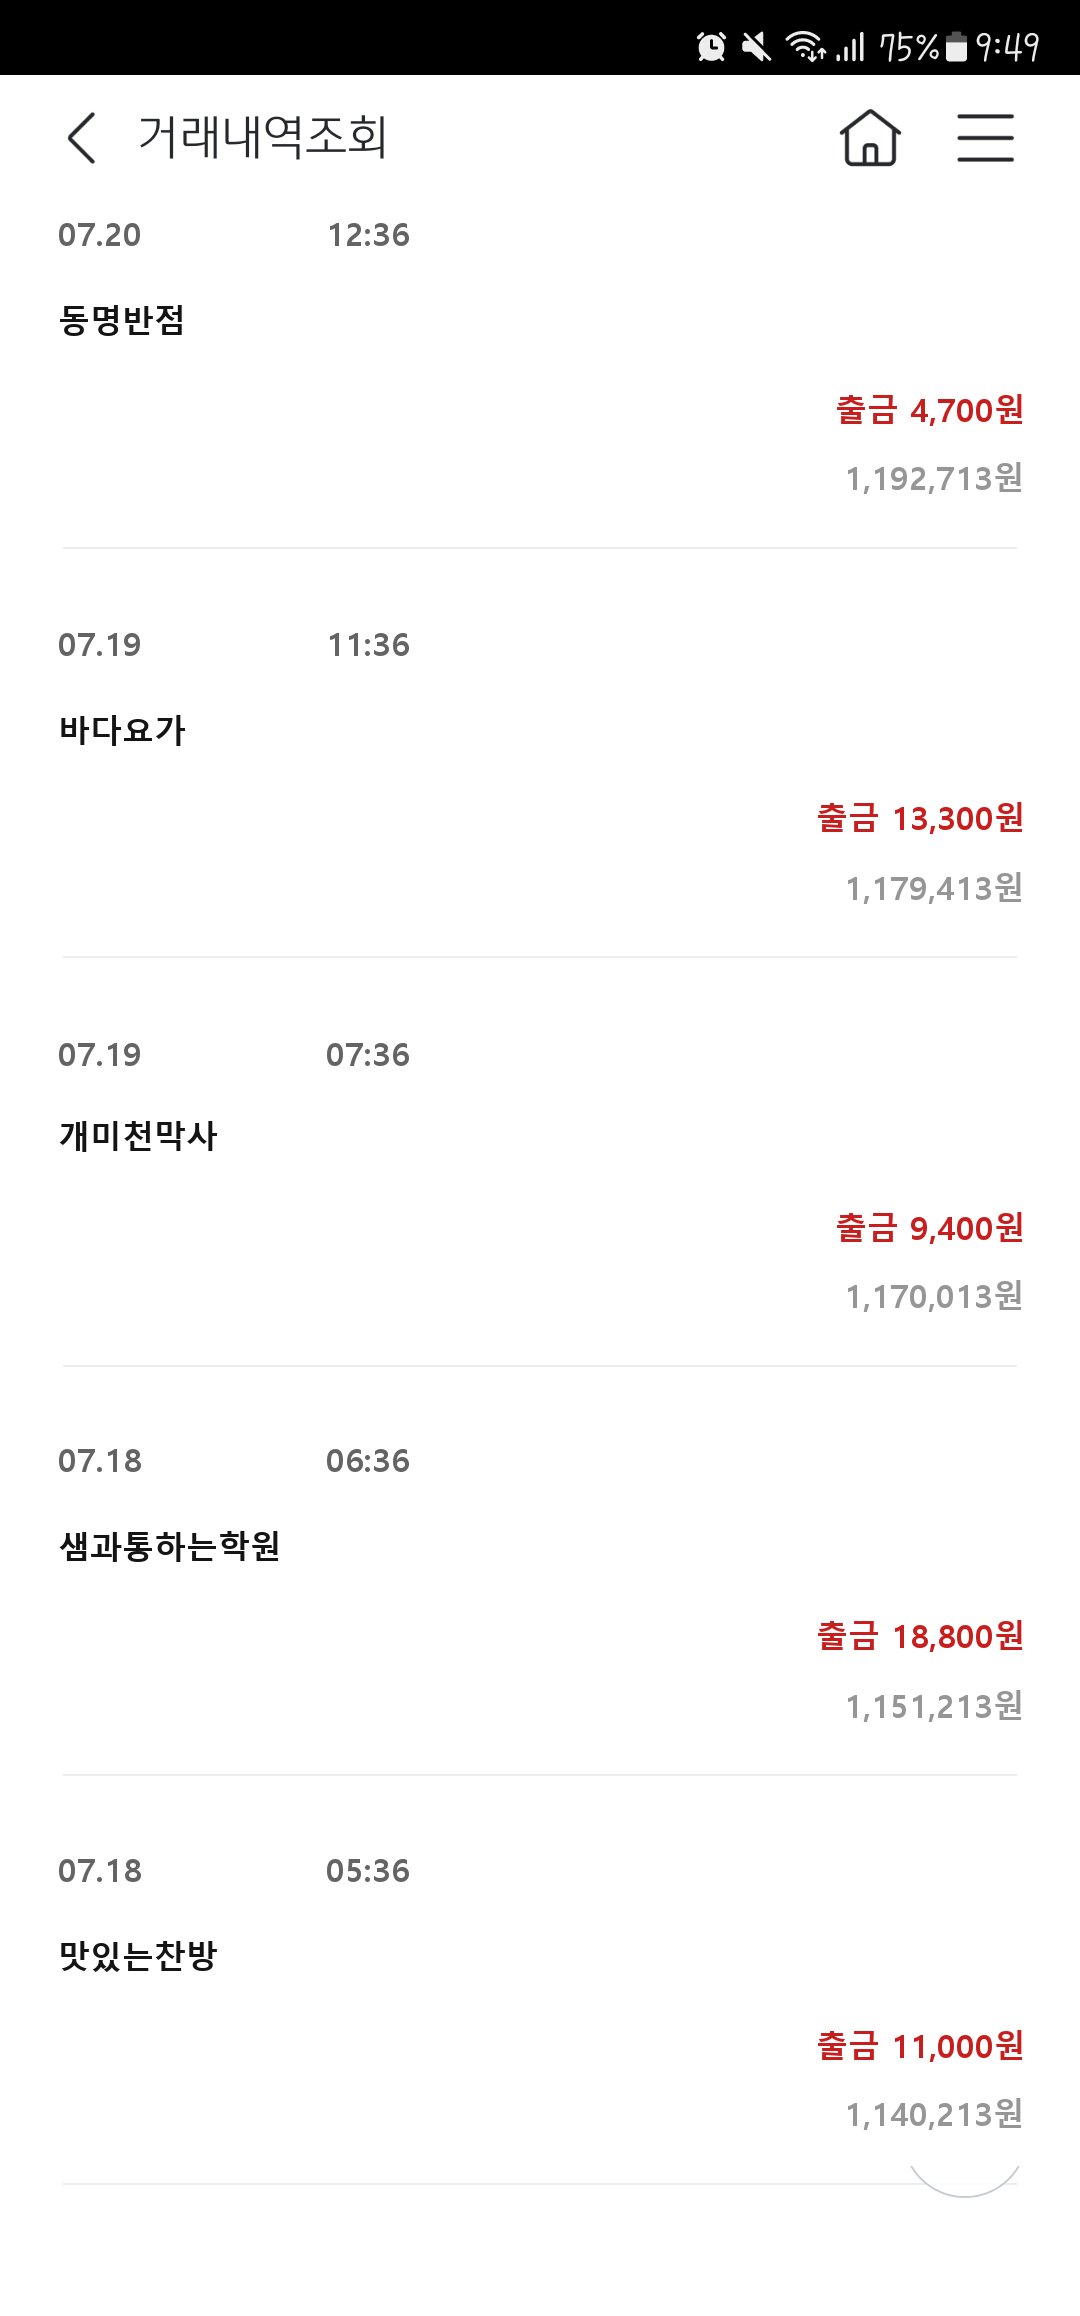 75% 9:49
거래내역조회
07.20 12:36
동명반점
출금 4,700원
1,192,713원
07.19 11:36
바다요가
출금 13,300원
1,179,413원
07.19 07:36
개미천막사
출금 9,400원
1,170,013원
07.18 06:36
샘과통하는학원
출금 18,800원
1,151,213원
07.18 05:36
맛있는찬방
출금 11,000원
1,140,213원